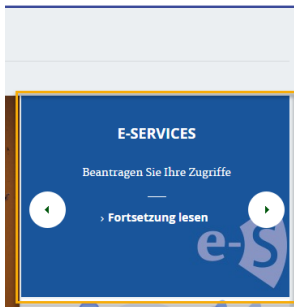 E-SERVICES
Beantragen Sie Ihre Zugriffe
› Fortsetzung lesen
e-S